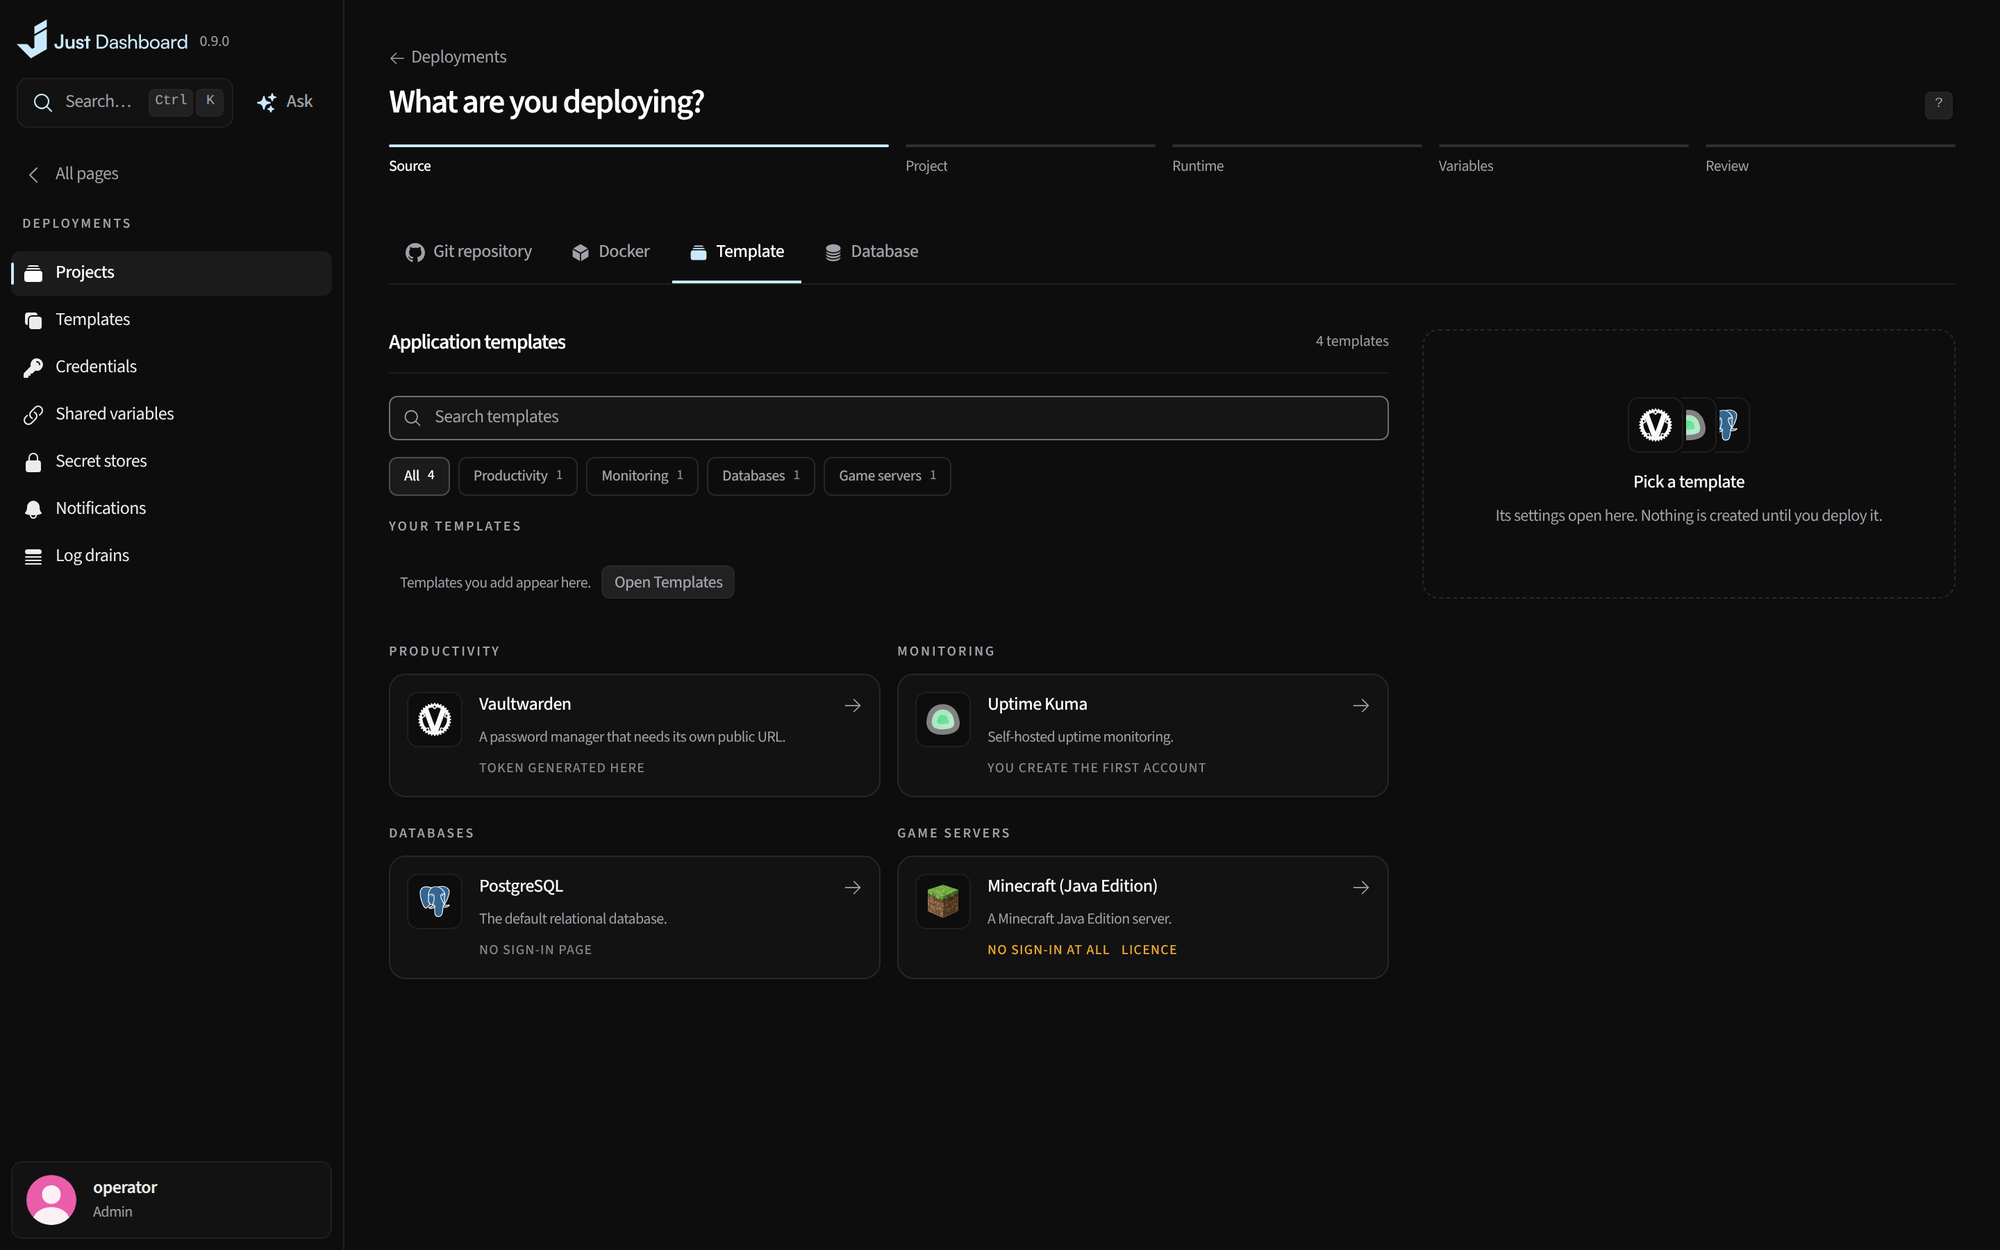 Just Dashboard 0.9.0
Search... Ctrl K
Ask
All pages
DEPLOYMENTS
Projects
Templates
Credentials
Shared variables
Secret stores
Notifications
Log drains
operator
Admin
Deployments
What are you deploying?
?
Source
Project
Runtime
Variables
Review
Git repository
Docker
Template
Database
Application templates
4 templates
Search templates
All 4
Productivity 1
Monitoring 1
Databases 1
Game servers 1
YOUR TEMPLATES
Templates you add appear here.
Open Templates
Pick a template
Its settings open here. Nothing is created until you deploy it.
PRODUCTIVITY
Vaultwarden
A password manager that needs its own public URL.
TOKEN GENERATED HERE
MONITORING
Uptime Kuma
Self-hosted uptime monitoring.
YOU CREATE THE FIRST ACCOUNT
DATABASES
PostgreSQL
The default relational database.
NO SIGN-IN PAGE
GAME SERVERS
Minecraft (Java Edition)
A Minecraft Java Edition server.
NO SIGN-IN AT ALL LICENCE